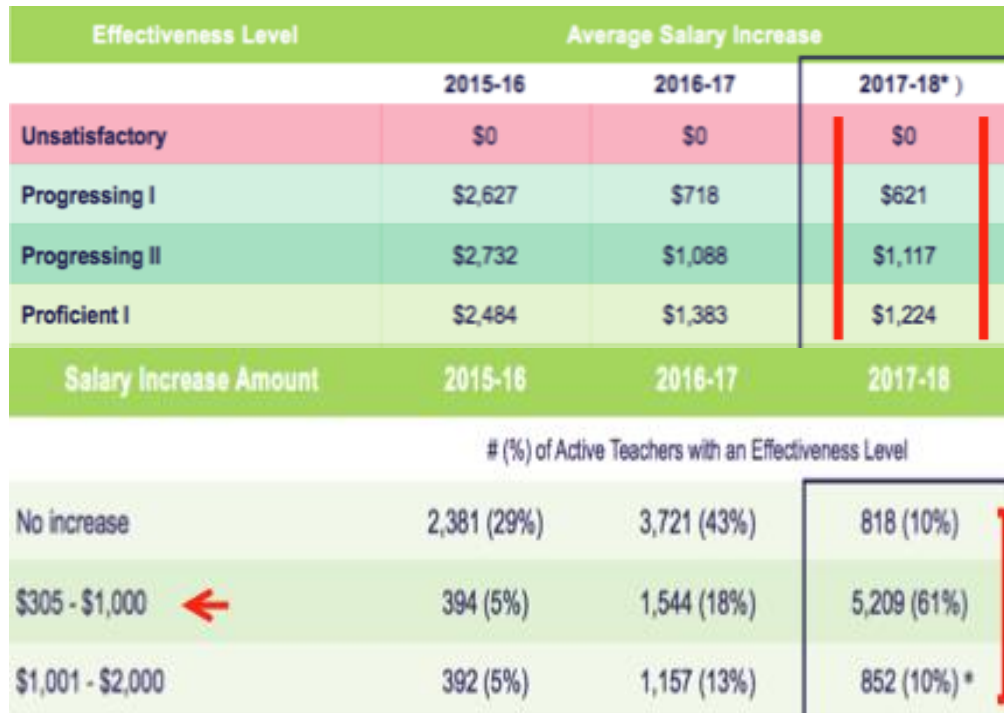 Effectiveness Level Average Salary Increase
2015-16 2016-17 2017-18* )
Unsatisfactory $0 $0 $0
Progressing I $2,627 $718 $621
Progressing II $2,732 $1,088 $1,117
Proficient I $2,484 $1,383 $1,224
Salary Increase Amount 2015-16 2016-17 2017-18
# (%) of Active Teachers with an Effectiveness Level
No increase 2,381 (29%) 3,721 (43%) 818 (10%)
$305 - $1,000 394 (5%) 1,544 (18%) 5,209 (61%)
$1,001 - $2,000 392 (5%) 1,157 (13%) 852 (10%) *